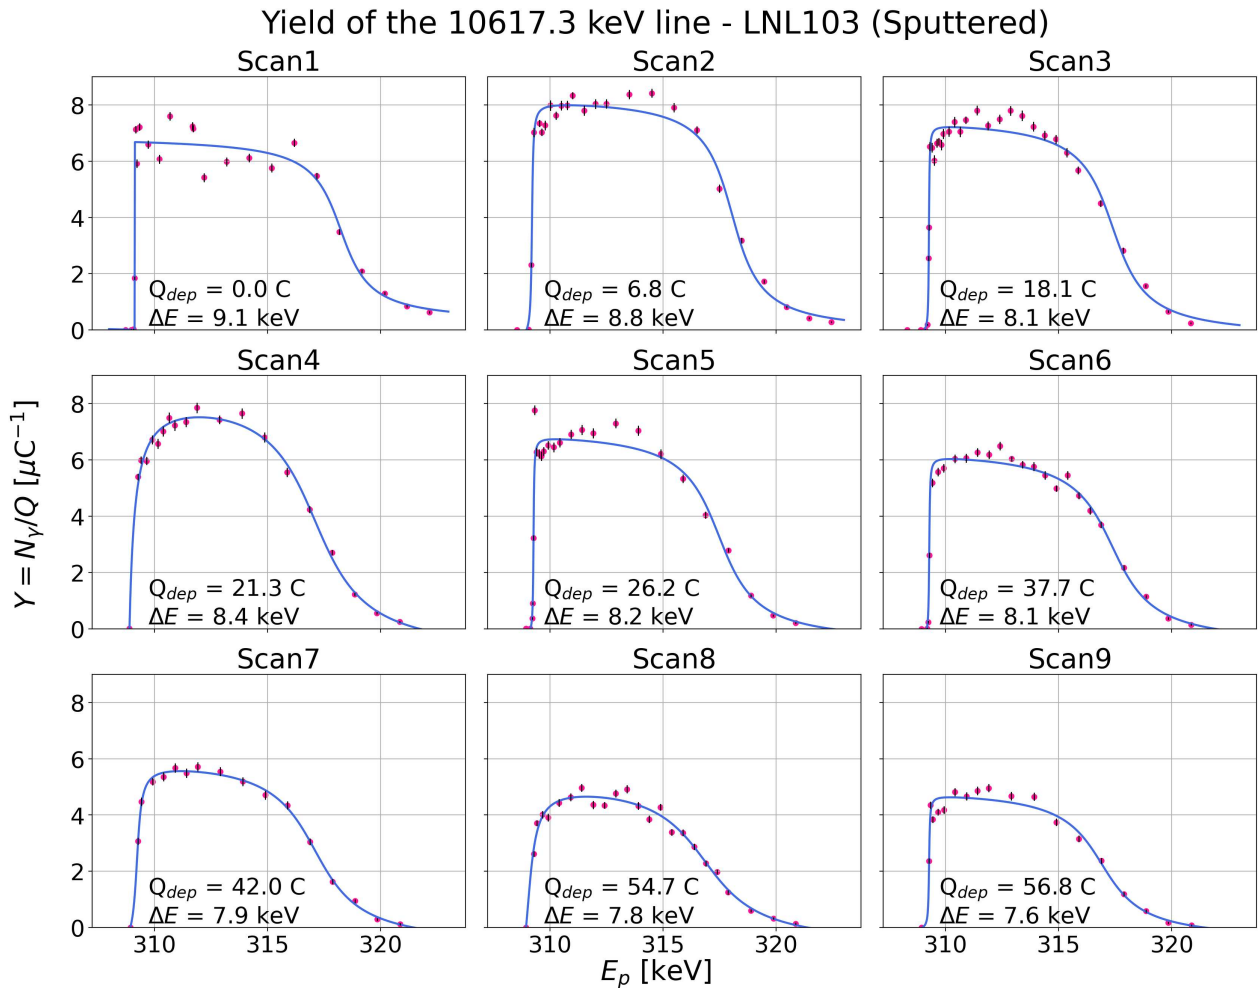 Yield of the 10617.3 keV line - LNL103 (Sputtered)
Scan1
Scan2
Scan3
8
6
4
2
0
Q_dep = 0.0 C
ΔE = 9.1 keV
Q_dep = 6.8 C
ΔE = 8.8 keV
Q_dep = 18.1 C
ΔE = 8.1 keV
Scan4
Scan5
Scan6
8
6
4
2
0
Q_dep = 21.3 C
ΔE = 8.4 keV
Q_dep = 26.2 C
ΔE = 8.2 keV
Q_dep = 37.7 C
ΔE = 8.1 keV
Y = N_γ/Q [μC⁻¹]
Scan7
Scan8
Scan9
8
6
4
2
0
Q_dep = 42.0 C
ΔE = 7.9 keV
Q_dep = 54.7 C
ΔE = 7.8 keV
Q_dep = 56.8 C
ΔE = 7.6 keV
310 315 320
310 315 320
310 315 320
E_p [keV]